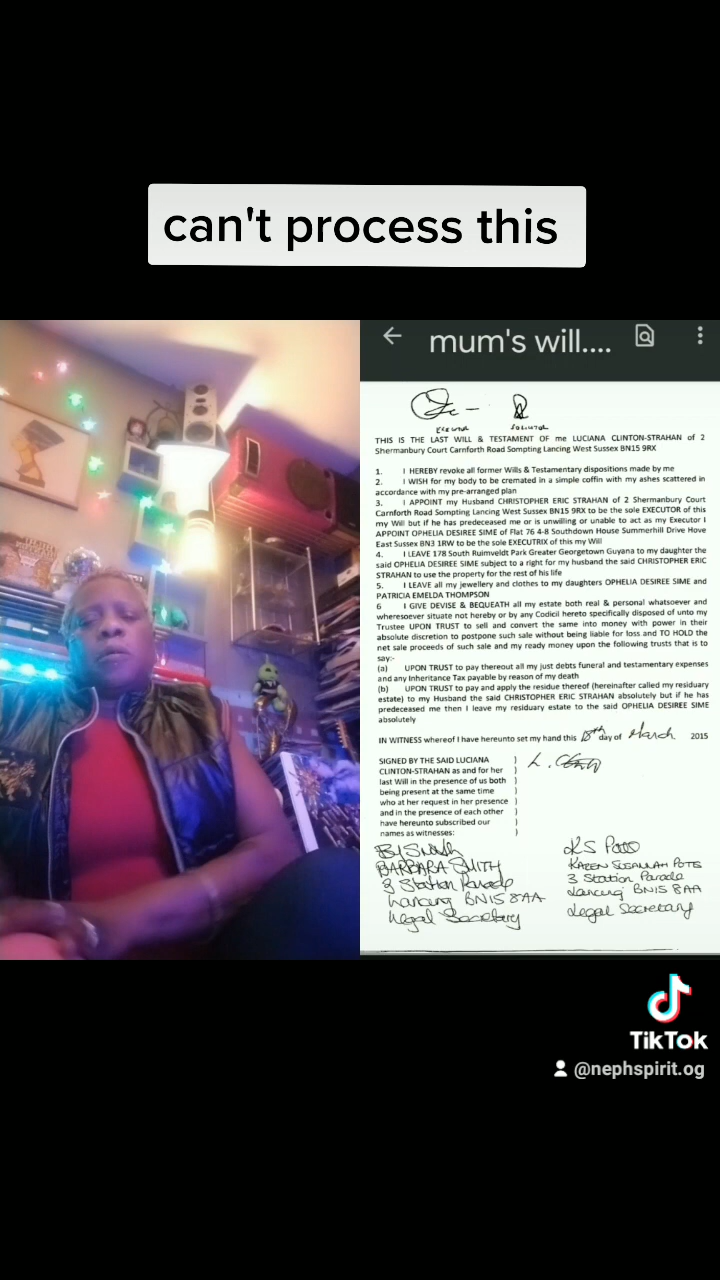 can't process this
mum's will....
EXECUTOR SOLICITOR
THIS IS THE LAST WILL & TESTAMENT OF me LUCIANA CLINTON-STRAHAN of 2
Shermanbury Court Carnforth Road Sompting Lancing West Sussex BN15 9RX
1. I HEREBY revoke all former Wills & Testamentary dispositions made by me
2. I WISH for my body to be cremated in a simple coffin with my ashes scattered in
accordance with my pre-arranged plan
3. I APPOINT my Husband CHRISTOPHER ERIC STRAHAN of 2 Shermanbury Court
Carnforth Road Sompting Lancing West Sussex BN15 9RX to be the sole EXECUTOR of this
my Will but if he has predeceased me or is unwilling or unable to act as my Executor I
APPOINT OPHELIA DESIREE SIME of Flat 76 4-8 Southdown House Summerhill Drive Hove
East Sussex BN3 1RW to be the sole EXECUTRIX of this my Will
4. I LEAVE 178 South Ruimveldt Park Greater Georgetown Guyana to my daughter the
said OPHELIA DESIREE SIME subject to a right for my husband the said CHRISTOPHER ERIC
STRAHAN to use the property for the rest of his life
5. I LEAVE all my jewellery and clothes to my daughters OPHELIA DESIREE SIME and
PATRICIA EMELDA THOMPSON
6 I GIVE DEVISE & BEQUEATH all my estate both real & personal whatsoever and
wheresoever situate not hereby or by any Codicil hereto specifically disposed of unto my
Trustee UPON TRUST to sell and convert the same into money with power in their
absolute discretion to postpone such sale without being liable for loss and TO HOLD the
net sale proceeds of such sale and my ready money upon the following trusts that is to
say:-
(a) UPON TRUST to pay thereout all my just debts funeral and testamentary expenses
and any Inheritance Tax payable by reason of my death
(b) UPON TRUST to pay and apply the residue thereof (hereinafter called my residuary
estate) to my Husband the said CHRISTOPHER ERIC STRAHAN absolutely but if he has
predeceased me then I leave my residuary estate to the said OPHELIA DESIREE SIME
absolutely
IN WITNESS whereof I have hereunto set my hand this 18th day of March 2015
SIGNED BY THE SAID LUCIANA )
CLINTON-STRAHAN as and for her )
last Will in the presence of us both )
being present at the same time )
who at her request in her presence )
and in the presence of each other )
have hereunto subscribed our )
names as witnesses: )
BJSmith
BARBARA SMITH
3 Station Parade
Lancing BN15 8AA
Legal Secretary
KS Potts
KAREN SUSANNAH POTTS
3 Station Parade
Lancing BN15 8AA
Legal Secretary
TikTok
@nephspirit.og